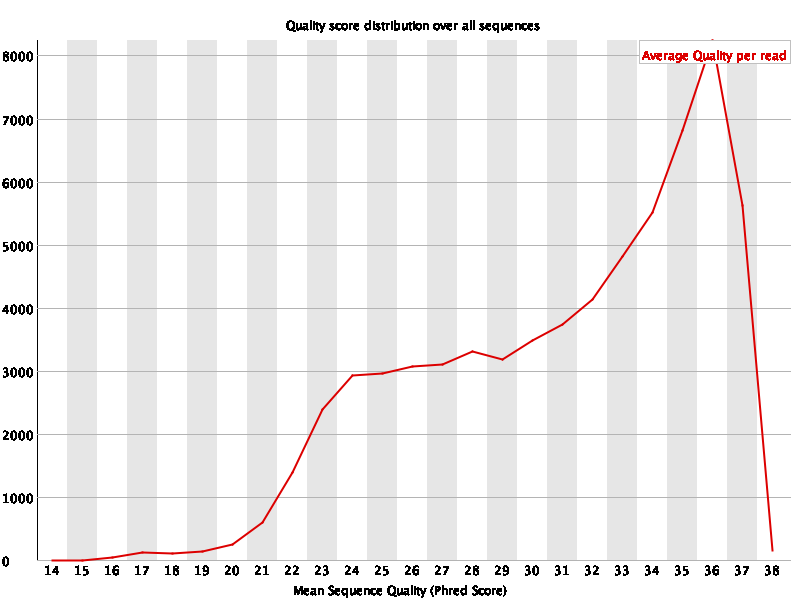 Quality score distribution over all sequences
Average Quality per read
8000
7000
6000
5000
4000
3000
2000
1000
0
14 15 16 17 18 19 20 21 22 23 24 25 26 27 28 29 30 31 32 33 34 35 36 37 38
Mean Sequence Quality (Phred Score)